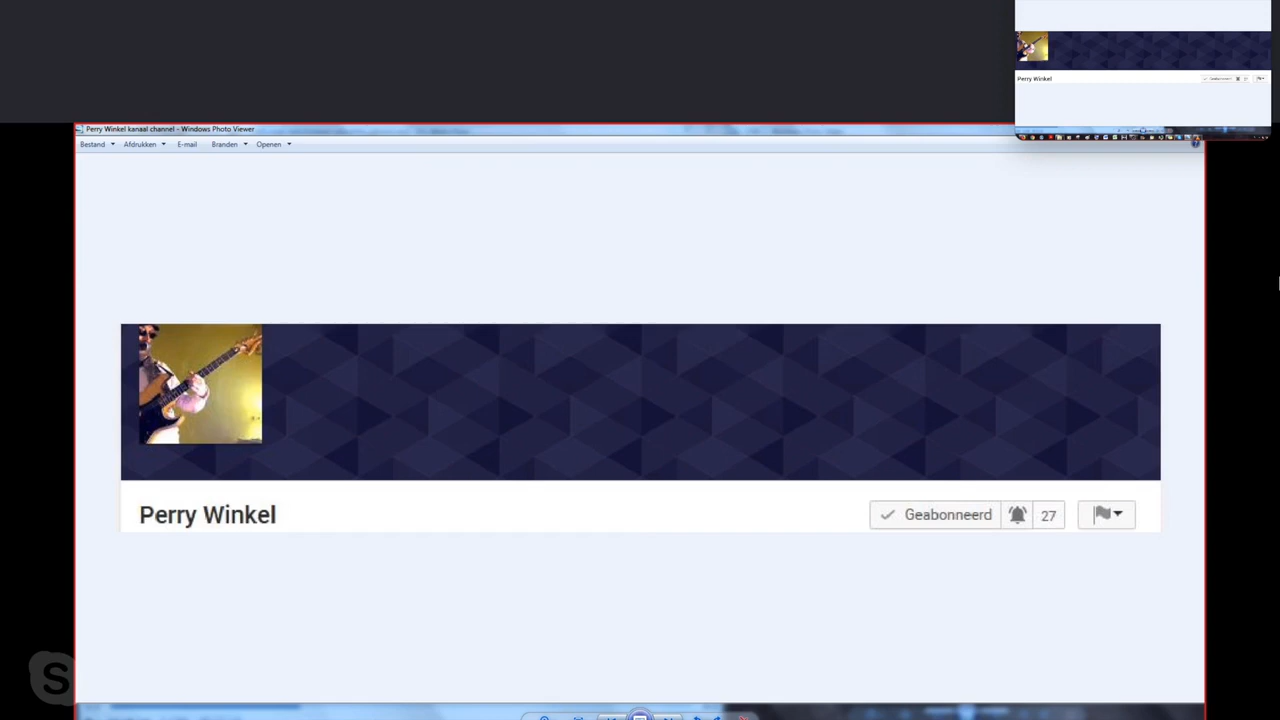 Perry Winkel
Perry Winkel kanaal channel - Windows Photo Viewer
Bestand Afdrukken E-mail Branden Openen
Perry Winkel
Geabonneerd 27
S